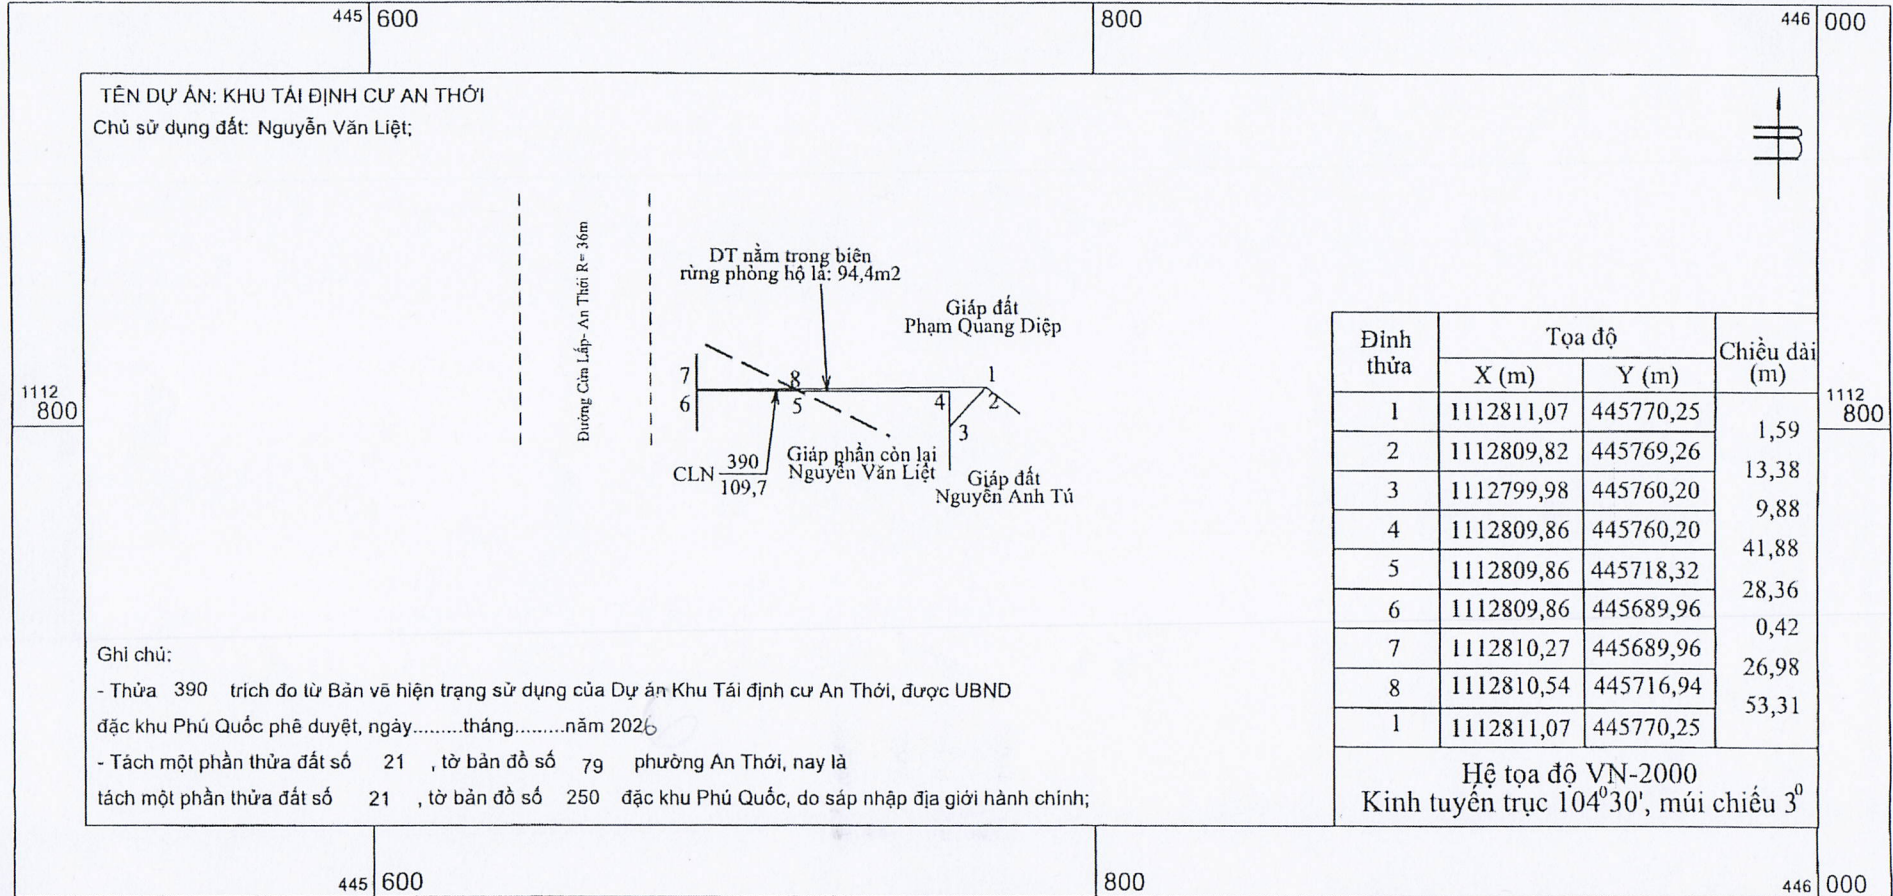 445 600
800
446 000
TÊN DỰ ÁN: KHU TÁI ĐỊNH CƯ AN THỚI
Chủ sử dụng đất: Nguyễn Văn Liệt;
B
Đường Cửa Lấp- An Thới R= 36m
DT nằm trong biên
rừng phòng hộ là: 94,4m2
Giáp đất
Phạm Quang Diệp
7
8
1
6
5
4
2
3
CLN 390
109,7
Giáp phần còn lại
Nguyễn Văn Liệt
Giáp đất
Nguyễn Anh Tú
1112
800
1112
800
Đỉnh thửa Tọa độ Chiều dài (m)
X (m) Y (m)
1 1112811,07 445770,25
1,59
2 1112809,82 445769,26
13,38
3 1112799,98 445760,20
9,88
4 1112809,86 445760,20
41,88
5 1112809,86 445718,32
28,36
6 1112809,86 445689,96
0,42
7 1112810,27 445689,96
26,98
8 1112810,54 445716,94
53,31
1 1112811,07 445770,25
Hệ tọa độ VN-2000
Kinh tuyến trục 104⁰30', múi chiếu 3⁰
Ghi chú:
- Thửa 390 trích đo từ Bản vẽ hiện trạng sử dụng của Dự án Khu Tái định cư An Thới, được UBND
đặc khu Phú Quốc phê duyệt, ngày.........tháng.........năm 2026
- Tách một phần thửa đất số 21 , tờ bản đồ số 79 phường An Thới, nay là
tách một phần thửa đất số 21 , tờ bản đồ số 250 đặc khu Phú Quốc, do sáp nhập địa giới hành chính;
445 600
800
446 000